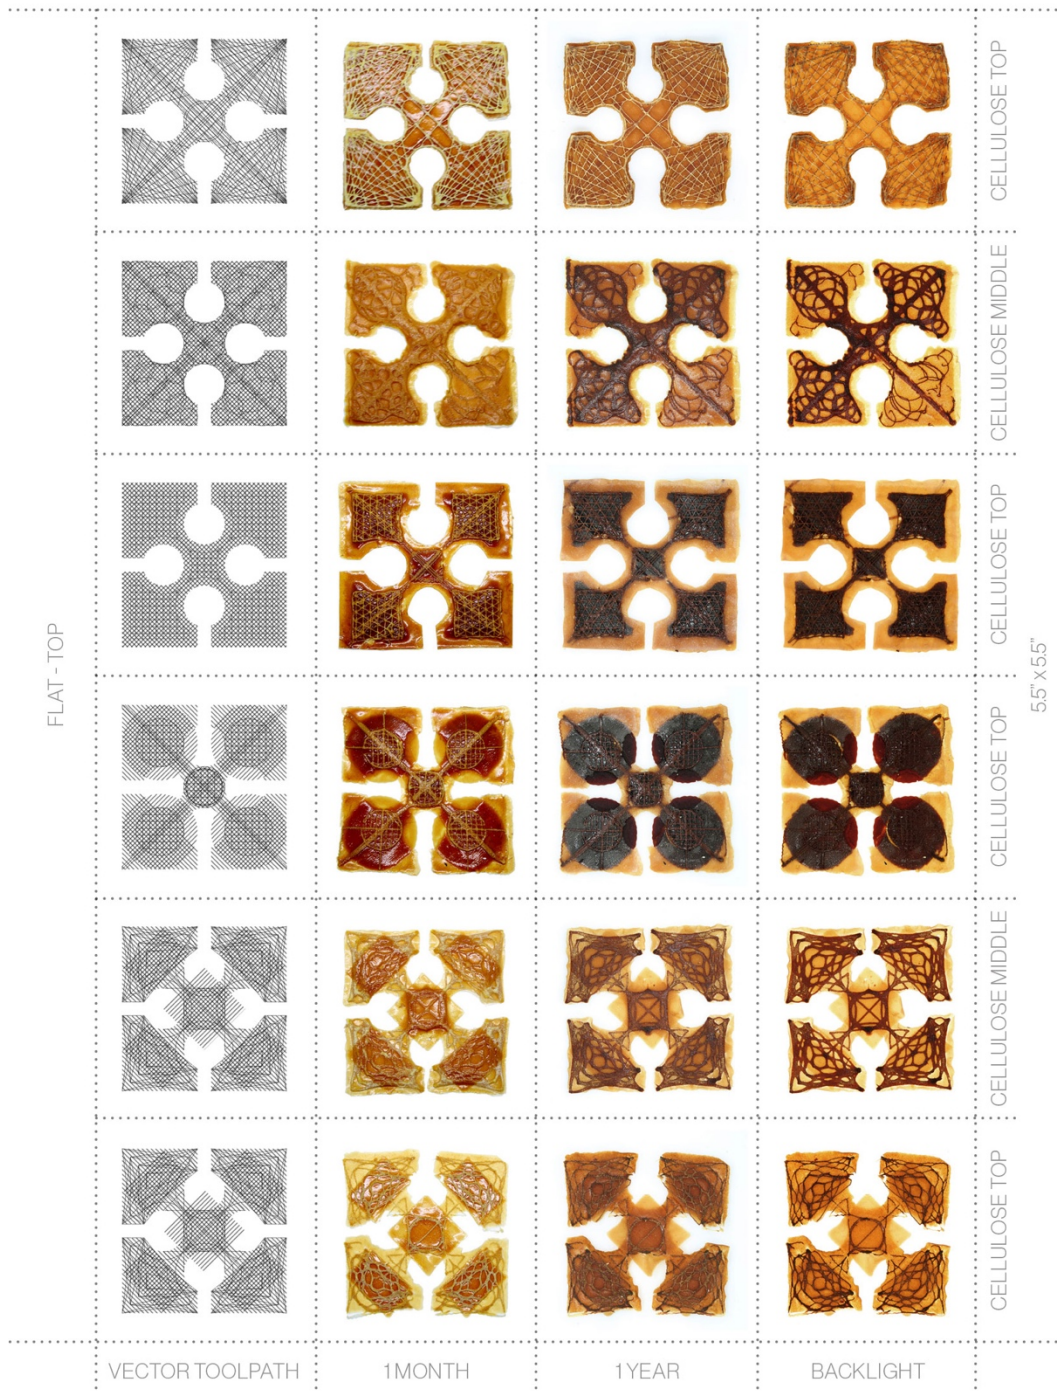 CELLULOSE TOP
CELLULOSE MIDDLE
CELLULOSE TOP
FLAT - TOP
5.5" x 5.5"
CELLULOSE TOP
CELLULOSE MIDDLE
CELLULOSE TOP
VECTOR TOOLPATH
1 MONTH
1 YEAR
BACKLIGHT